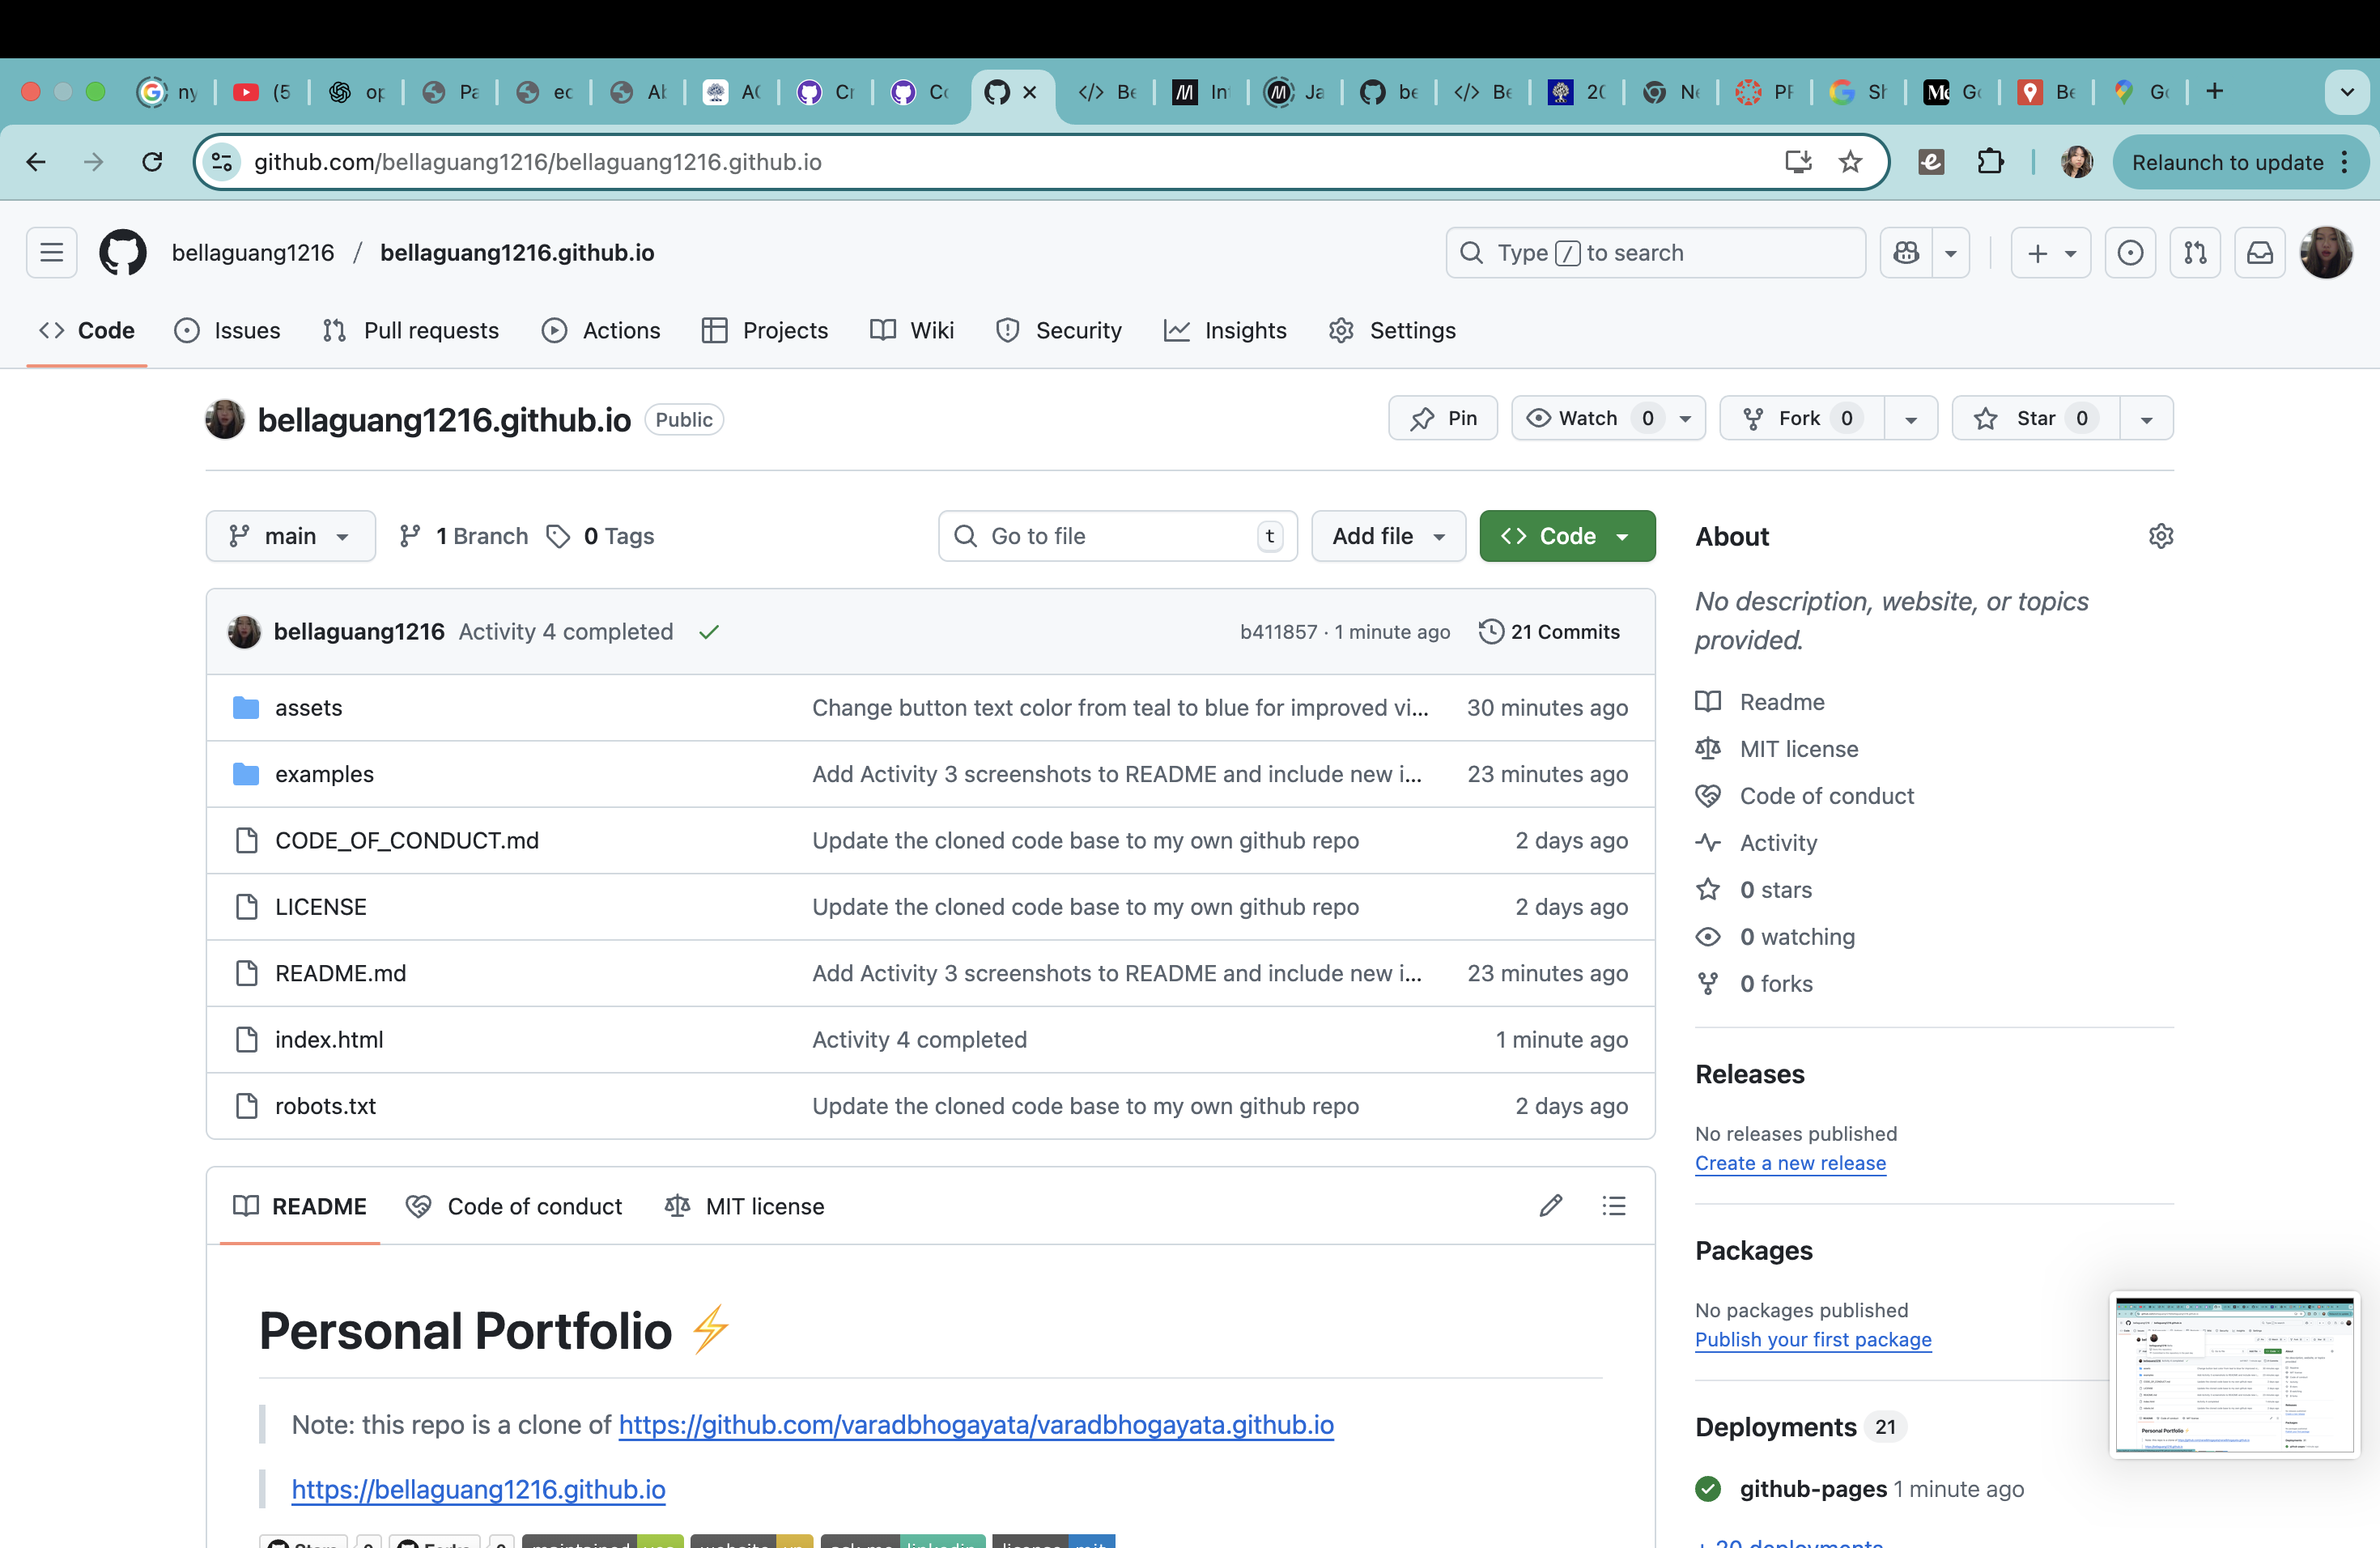 ny (5 op Pa ec Ab AC Cr Co Be In Ja be Be 20 Ne PF Sh Me Go Be Go
github.com/bellaguang1216/bellaguang1216.github.io Relaunch to update
bellaguang1216 / bellaguang1216.github.io Type / to search
Code Issues Pull requests Actions Projects Wiki Security Insights Settings
bellaguang1216.github.io Public Pin Watch 0 Fork 0 Star 0
main 1 Branch 0 Tags Go to file t Add file Code
bellaguang1216 Activity 4 completed b411857 · 1 minute ago 21 Commits
assets Change button text color from teal to blue for improved vi... 30 minutes ago
examples Add Activity 3 screenshots to README and include new i... 23 minutes ago
CODE_OF_CONDUCT.md Update the cloned code base to my own github repo 2 days ago
LICENSE Update the cloned code base to my own github repo 2 days ago
README.md Add Activity 3 screenshots to README and include new i... 23 minutes ago
index.html Activity 4 completed 1 minute ago
robots.txt Update the cloned code base to my own github repo 2 days ago
README Code of conduct MIT license
Personal Portfolio ⚡
Note: this repo is a clone of https://github.com/varadbhogayata/varadbhogayata.github.io
https://bellaguang1216.github.io
About
No description, website, or topics
provided.
Readme
MIT license
Code of conduct
Activity
0 stars
0 watching
0 forks
Releases
No releases published
Create a new release
Packages
No packages published
Publish your first package
Deployments 21
github-pages 1 minute ago
+ 20 deployments
Personal Portfolio